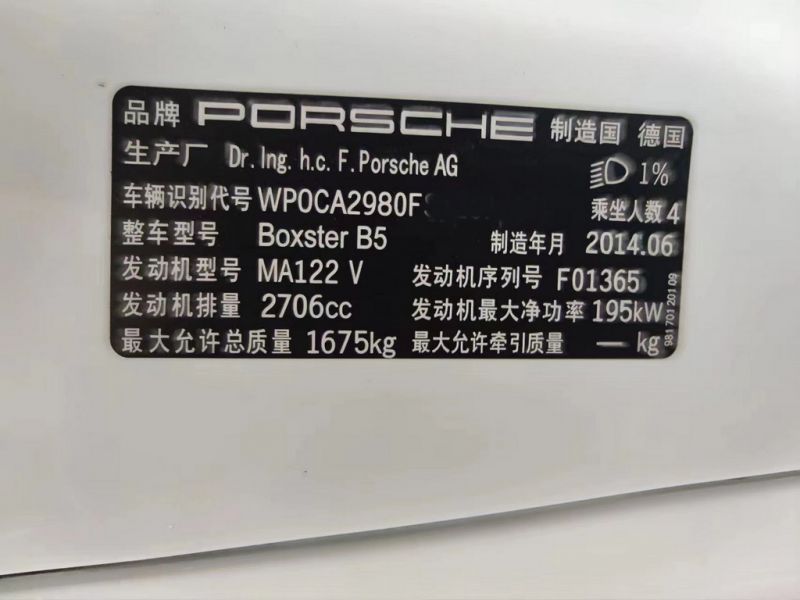 品牌 PORSCHE 制造国 德国
生产厂 Dr. Ing. h.c. F. Porsche AG 1%
车辆识别代号 WP0CA2980F 乘坐人数 4
整车型号 Boxster B5 制造年月 2014.06
发动机型号 MA122 V 发动机序列号 F01365
发动机排量 2706cc 发动机最大净功率 195kW
最大允许总质量 1675kg 最大允许牵引质量 — kg
98170120109